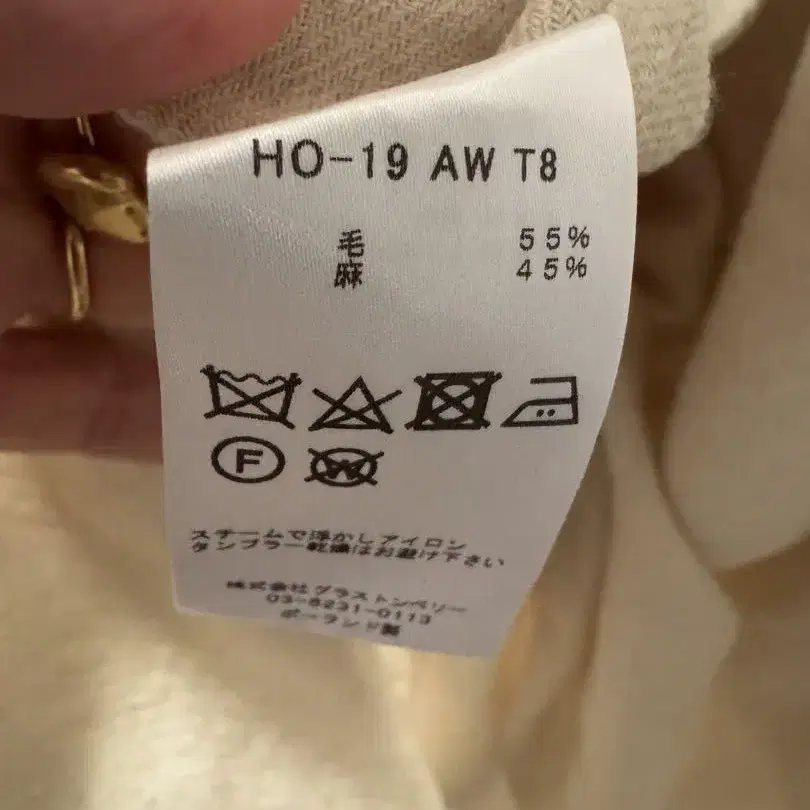 HO-19 AW T8
毛 55%
麻 45%
F
W
スチームで浮かしアイロン
タンブラー乾燥はお避け下さい
株式会社グラストンベリー
03-6231-0113
ポーランド製